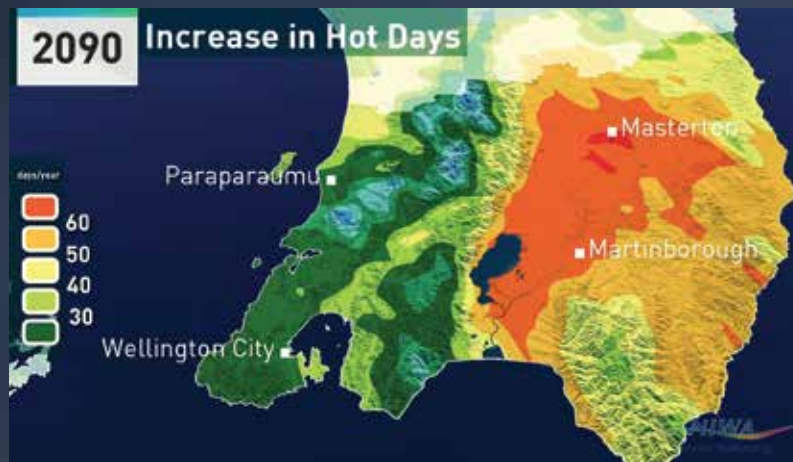 2090
Increase in Hot Days
Masterton
Paraparaumu
days/year
60
50
40
30
Martinborough
Wellington City
NIWA